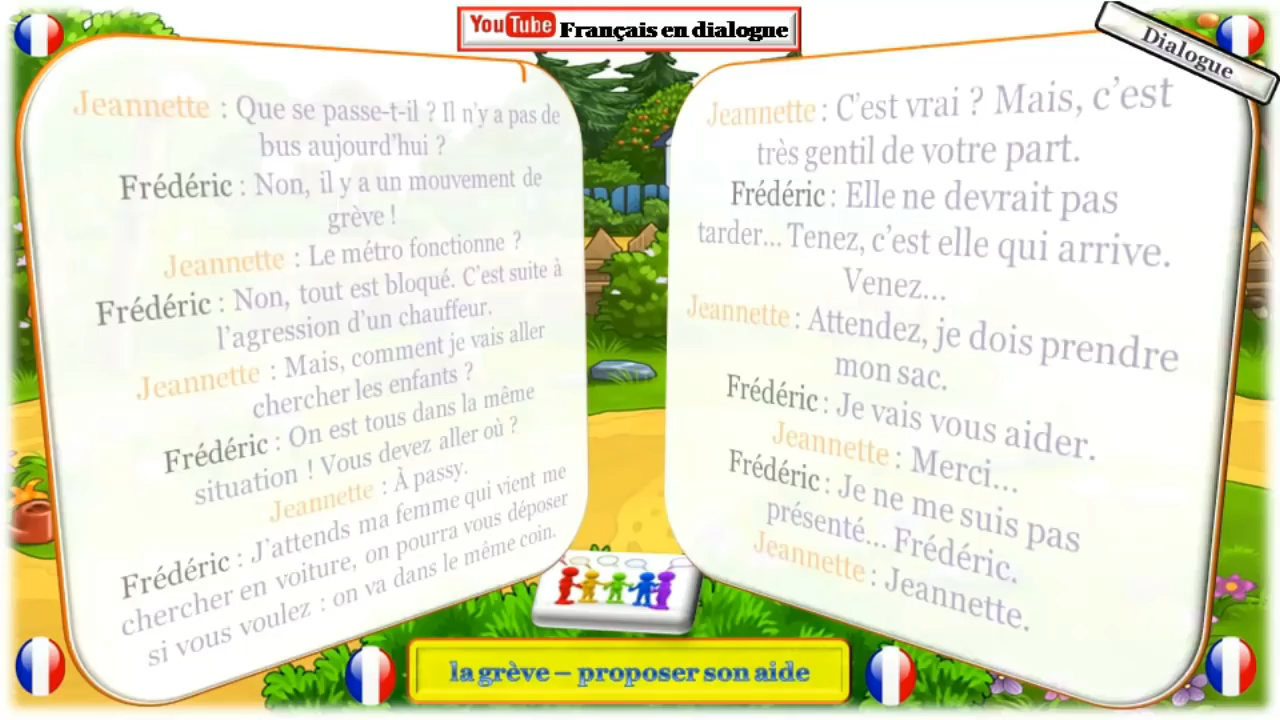 YouTube Français en dialogue
Dialogue
Jeannette : Que se passe-t-il ? Il n'y a pas de
bus aujourd'hui ?
Frédéric : Non, il y a un mouvement de
grève !
Jeannette : Le métro fonctionne ?
Frédéric : Non, tout est bloqué. C'est suite à
l'agression d'un chauffeur.
Jeannette : Mais, comment je vais aller
chercher les enfants ?
Frédéric : On est tous dans la même
situation ! Vous devez aller où ?
Jeannette : À passy.
Frédéric : J'attends ma femme qui vient me
chercher en voiture, on pourra vous déposer
si vous voulez : on va dans le même coin.
Jeannette : C'est vrai ? Mais, c'est
très gentil de votre part.
Frédéric : Elle ne devrait pas
tarder... Tenez, c'est elle qui arrive.
Venez...
Jeannette : Attendez, je dois prendre
mon sac.
Frédéric : Je vais vous aider.
Jeannette : Merci...
Frédéric : Je ne me suis pas
présenté... Frédéric.
Jeannette : Jeannette.
la grève – proposer son aide